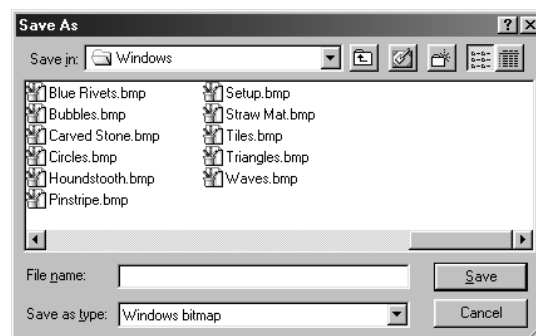 Save As
Save in: Windows
Blue Rivets.bmp
Bubbles.bmp
Carved Stone.bmp
Circles.bmp
Houndstooth.bmp
Pinstripe.bmp
Setup.bmp
Straw Mat.bmp
Tiles.bmp
Triangles.bmp
Waves.bmp
File name:
Save
Save as type: Windows bitmap
Cancel